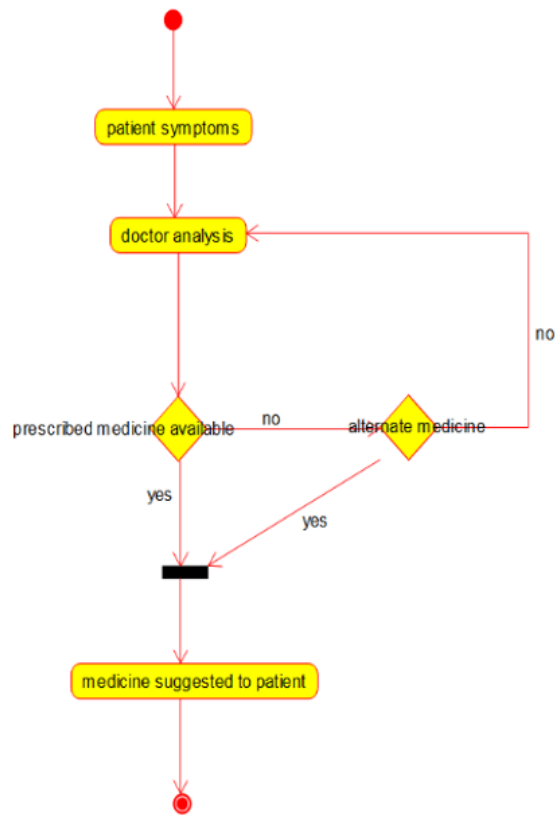 patient symptoms
doctor analysis
no
prescribed medicine available
no
alternate medicine
yes
yes
medicine suggested to patient